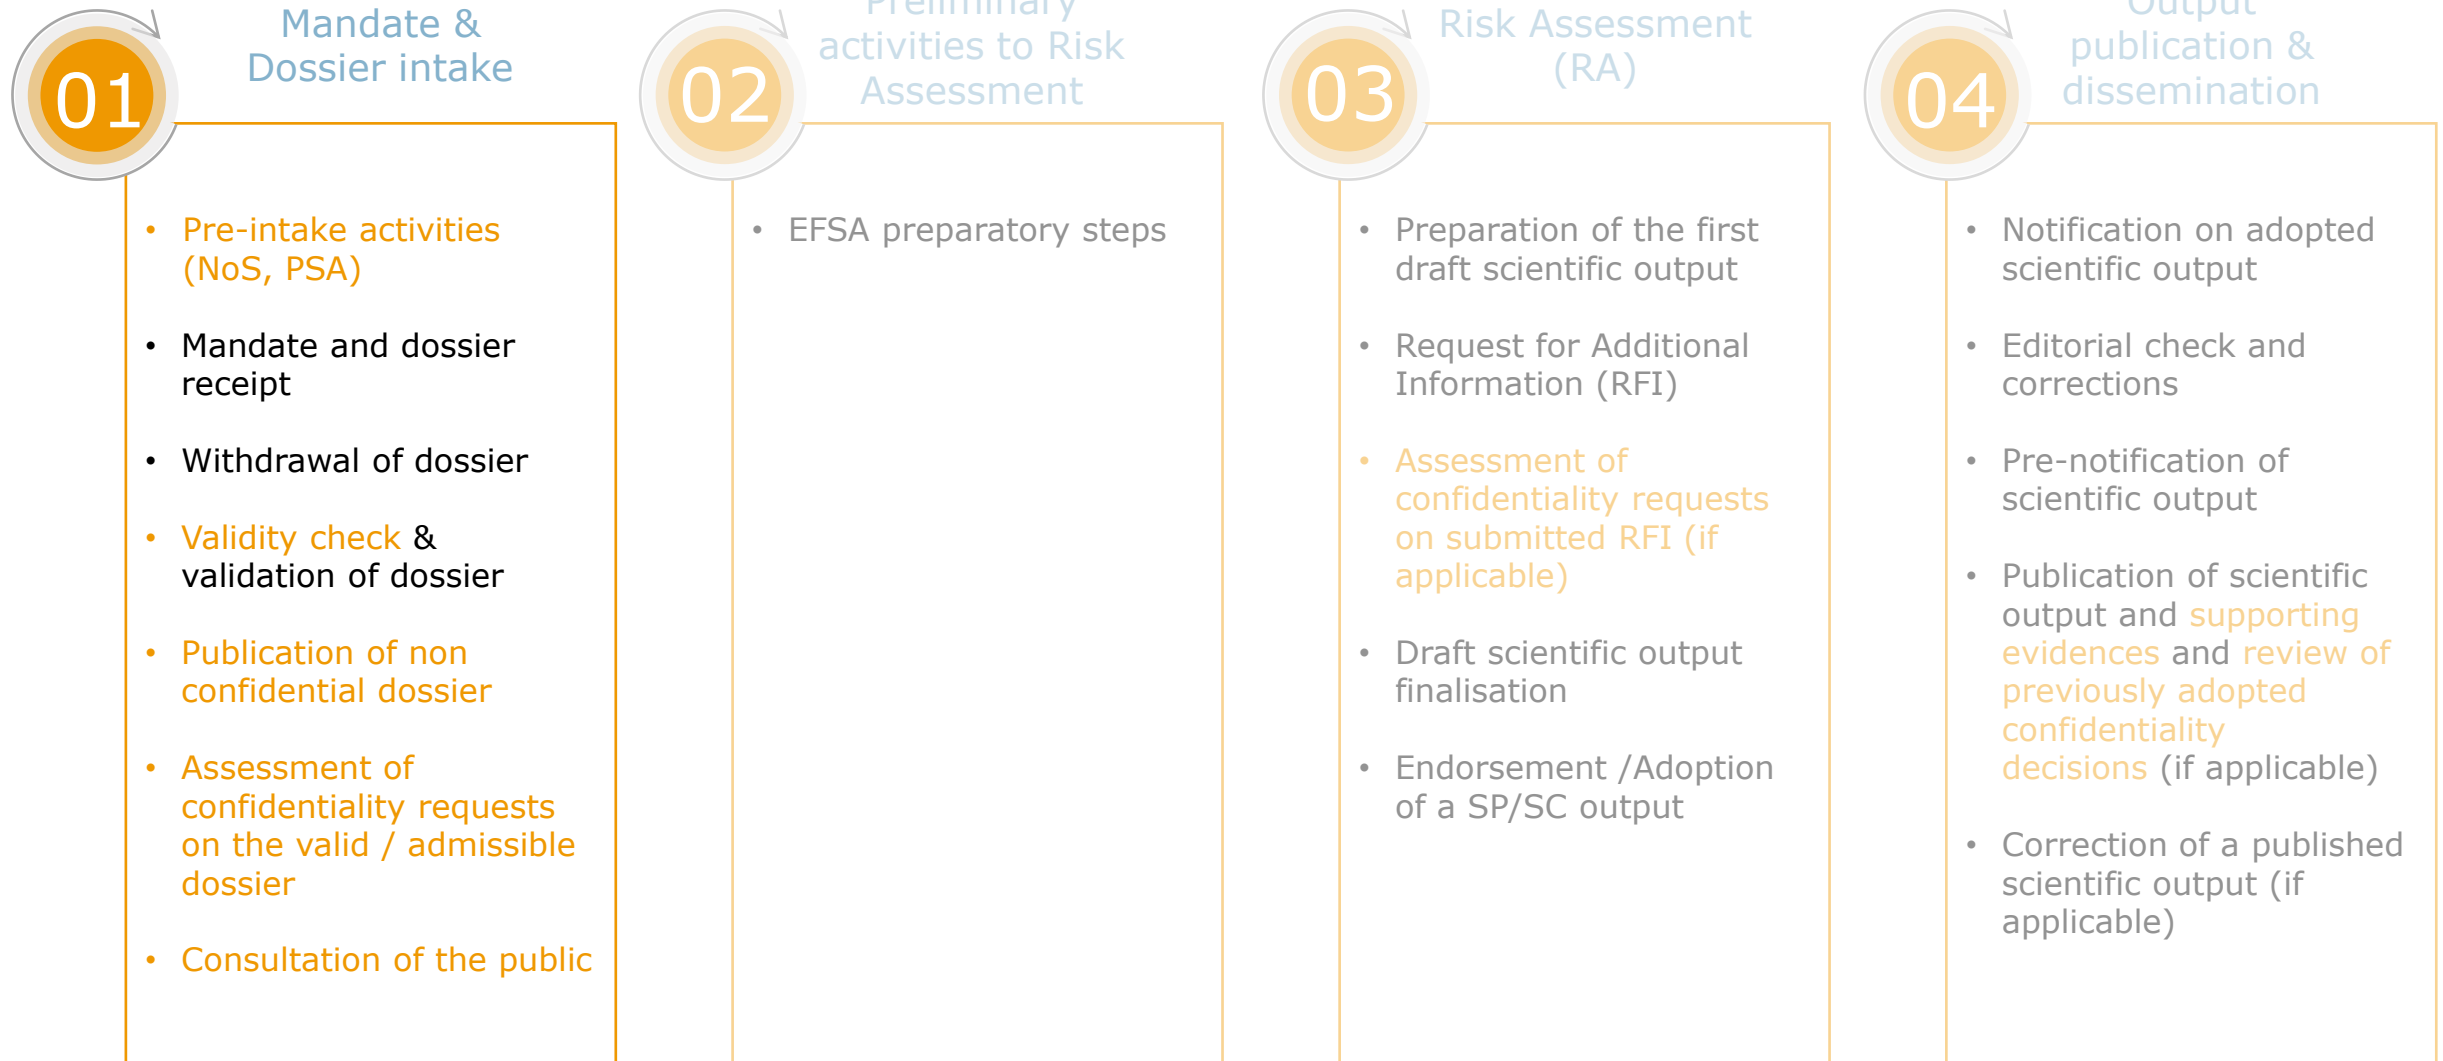 01
Mandate &
Dossier intake
• Pre-intake activities
(NoS, PSA)
• Mandate and dossier
receipt
• Withdrawal of dossier
• Validity check &
validation of dossier
• Publication of non
confidential dossier
• Assessment of
confidentiality requests
on the valid / admissible
dossier
• Consultation of the public
02
Preliminary
activities to Risk
Assessment
• EFSA preparatory steps
03
Risk Assessment
(RA)
• Preparation of the first
draft scientific output
• Request for Additional
Information (RFI)
• Assessment of
confidentiality requests
on submitted RFI (if
applicable)
• Draft scientific output
finalisation
• Endorsement /Adoption
of a SP/SC output
04
Output
publication &
dissemination
• Notification on adopted
scientific output
• Editorial check and
corrections
• Pre-notification of
scientific output
• Publication of scientific
output and supporting
evidences and review of
previously adopted
confidentiality
decisions (if applicable)
• Correction of a published
scientific output (if
applicable)